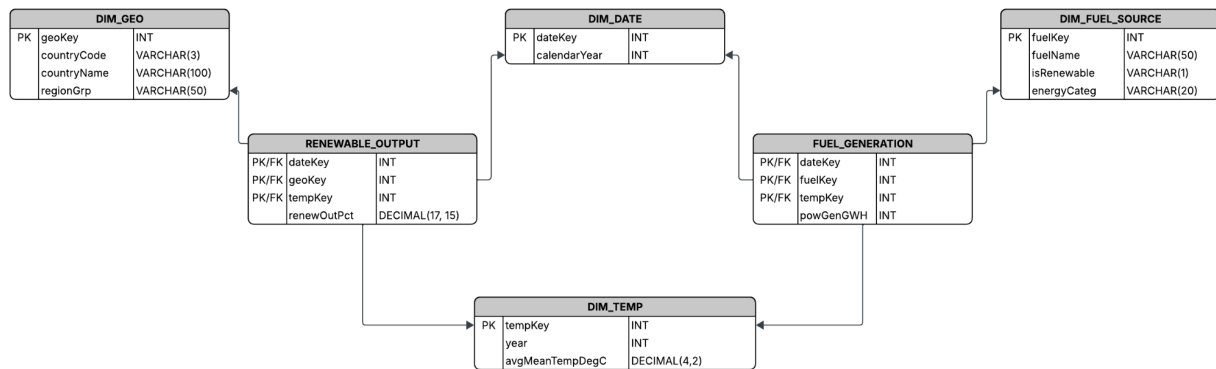 DIM_GEO
PK geoKey INT
countryCode VARCHAR(3)
countryName VARCHAR(100)
regionGrp VARCHAR(50)
DIM_DATE
PK dateKey INT
calendarYear INT
DIM_FUEL_SOURCE
PK fuelKey INT
fuelName VARCHAR(50)
isRenewable VARCHAR(1)
energyCateg VARCHAR(20)
RENEWABLE_OUTPUT
PK/FK dateKey INT
PK/FK geoKey INT
PK/FK tempKey INT
renewOutPct DECIMAL(17, 15)
FUEL_GENERATION
PK/FK dateKey INT
PK/FK fuelKey INT
PK/FK tempKey INT
powGenGWH INT
DIM_TEMP
PK tempKey INT
year INT
avgMeanTempDegC DECIMAL(4,2)